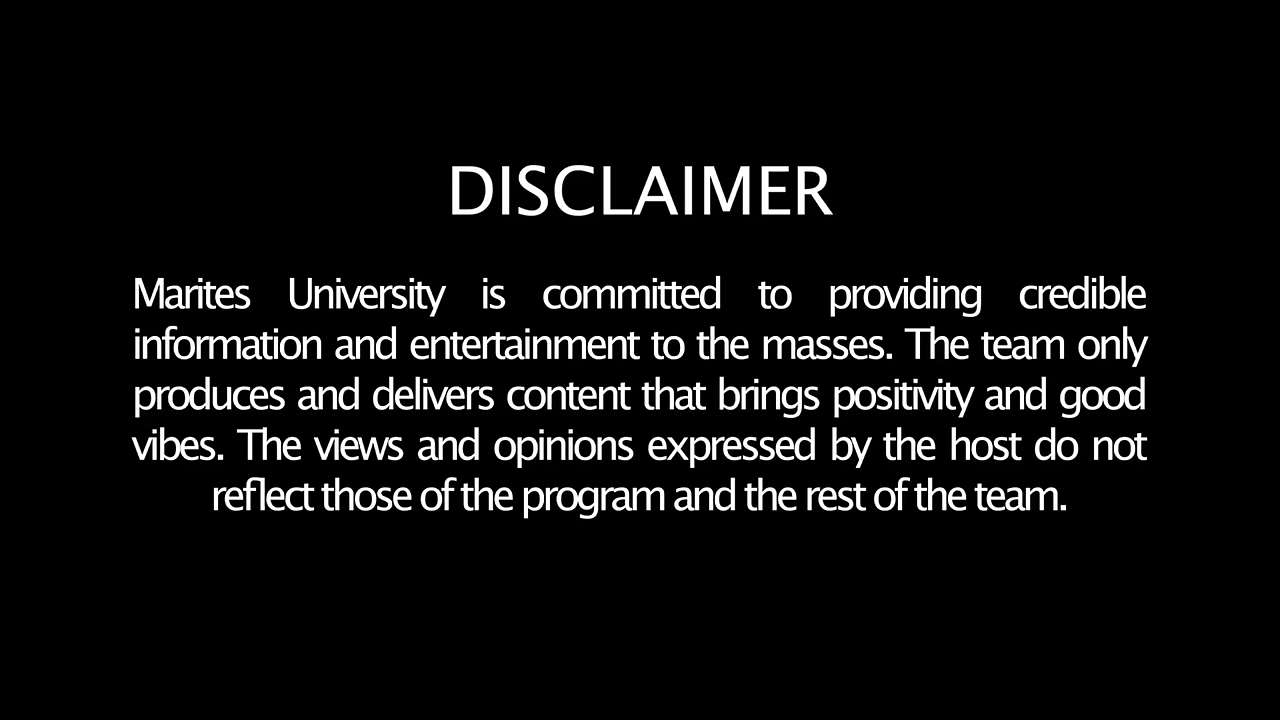 DISCLAIMER
Marites University is committed to providing credible
information and entertainment to the masses. The team only
produces and delivers content that brings positivity and good
vibes. The views and opinions expressed by the host do not
reflect those of the program and the rest of the team.